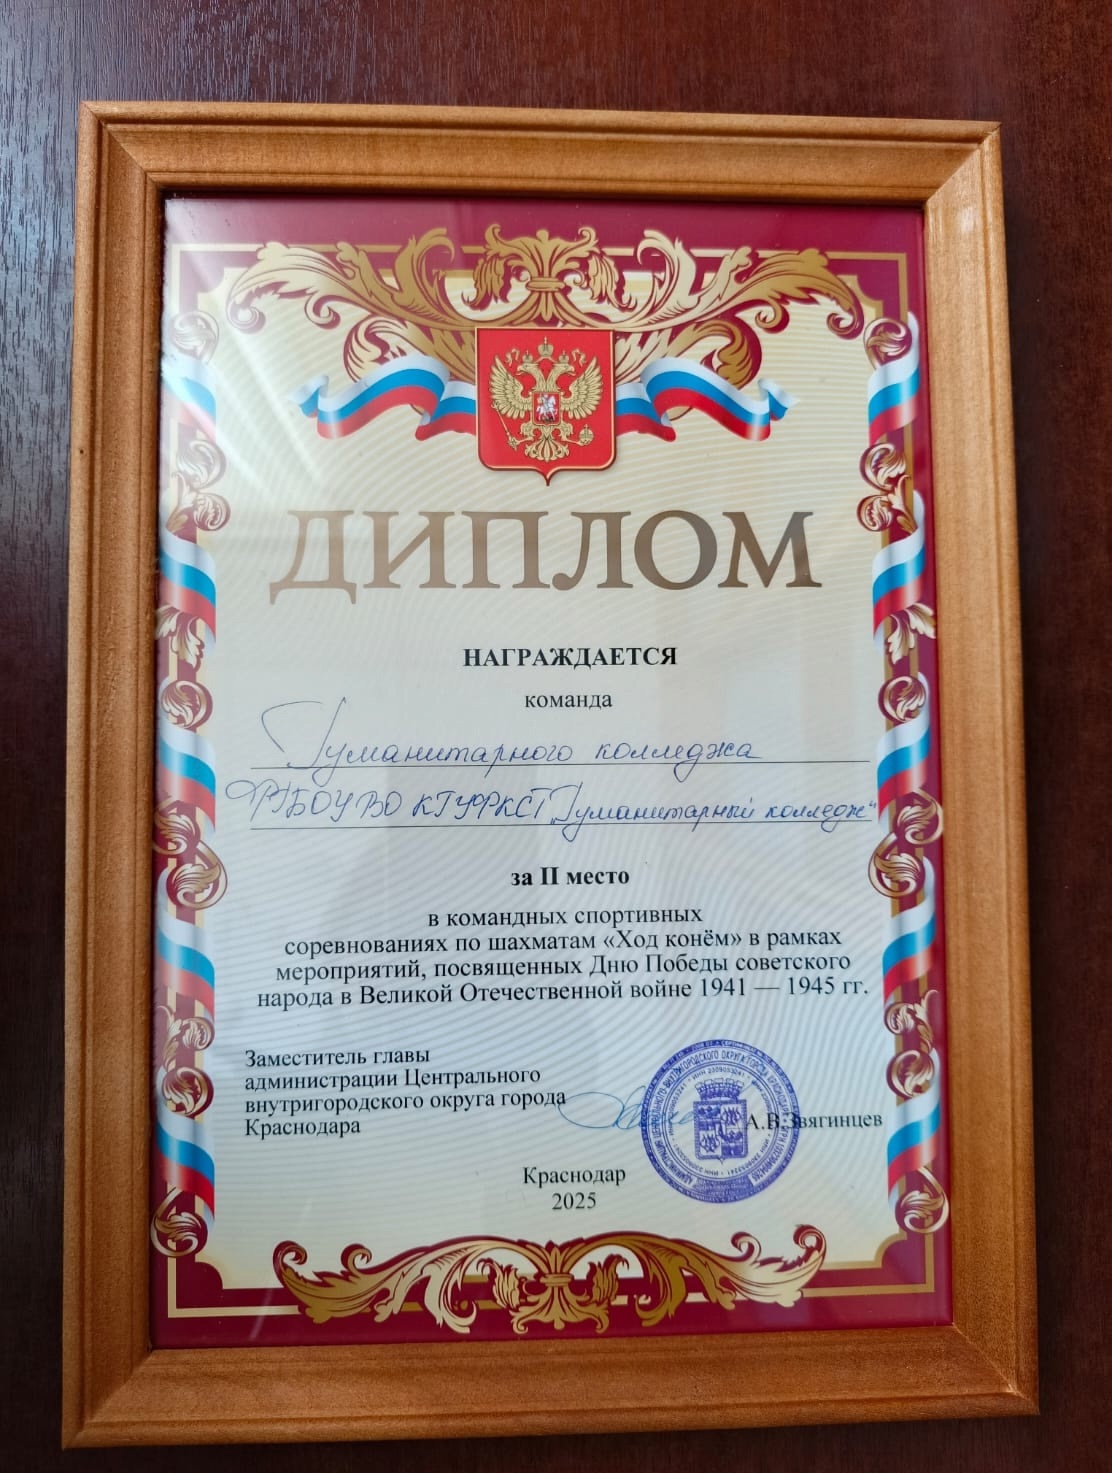 ДИПЛОМ
НАГРАЖДАЕТСЯ
команда
Гуманитарного колледжа
ФГБОУ ВО КГУФКСТ „Гуманитарный колледж"
за II место
в командных спортивных
соревнованиях по шахматам «Ход конём» в рамках
мероприятий, посвященных Дню Победы советского
народа в Великой Отечественной войне 1941 — 1945 гг.
Заместитель главы
администрации Центрального
внутригородского округа города
Краснодара
А.В.Звягинцев
Краснодар
2025